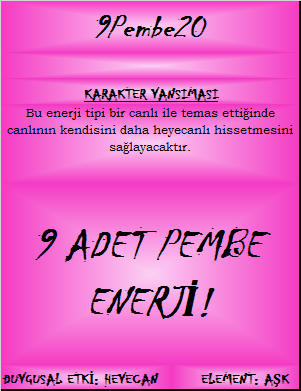 9Pembe20
KARAKTER YANSIMASI
Bu enerji tipi bir canlı ile temas ettiğinde
canlının kendisini daha heyecanlı hissetmesini
sağlayacaktır.
9 ADET PEMBE
ENERJİ!
DUYGUSAL ETKİ: HEYECAN ELEMENT: AŞK